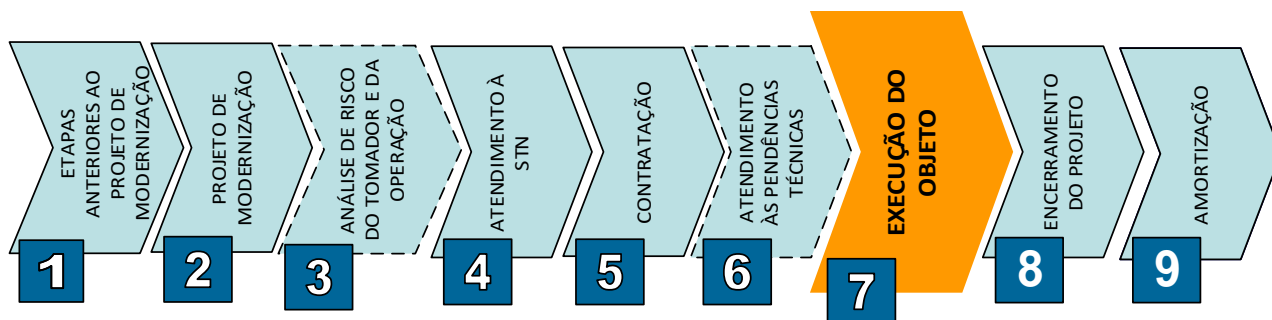 ETAPAS
ANTERIORES AO
PROJETO DE
MODERNIZAÇÃO
1
PROJETO DE
MODERNIZAÇÃO
2
ANÁLISE DE RISCO
DO TOMADOR E DA
OPERAÇÃO
3
ATENDIMENTO À
STN
4
CONTRATAÇÃO
5
ATENDIMENTO
ÀS PENDÊNCIAS
TÉCNICAS
6
EXECUÇÃO DO
OBJETO
7
ENCERRAMENTO
DO PROJETO
8
AMORTIZAÇÃO
9